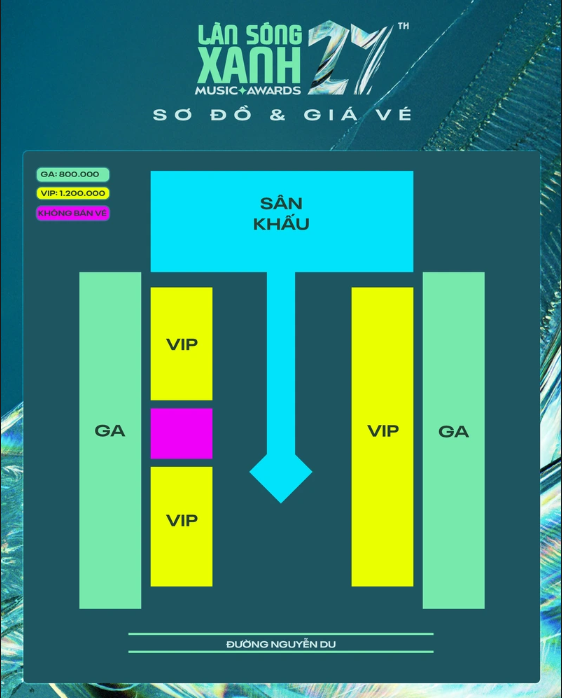 LÀN SÓNG
XANH 27TH
MUSIC AWARDS
SƠ ĐỒ & GIÁ VÉ
GA: 800.000
VIP: 1.200.000
KHÔNG BÁN VÉ
SÂN
KHẤU
VIP
GA
VIP
GA
VIP
ĐƯỜNG NGUYỄN DU